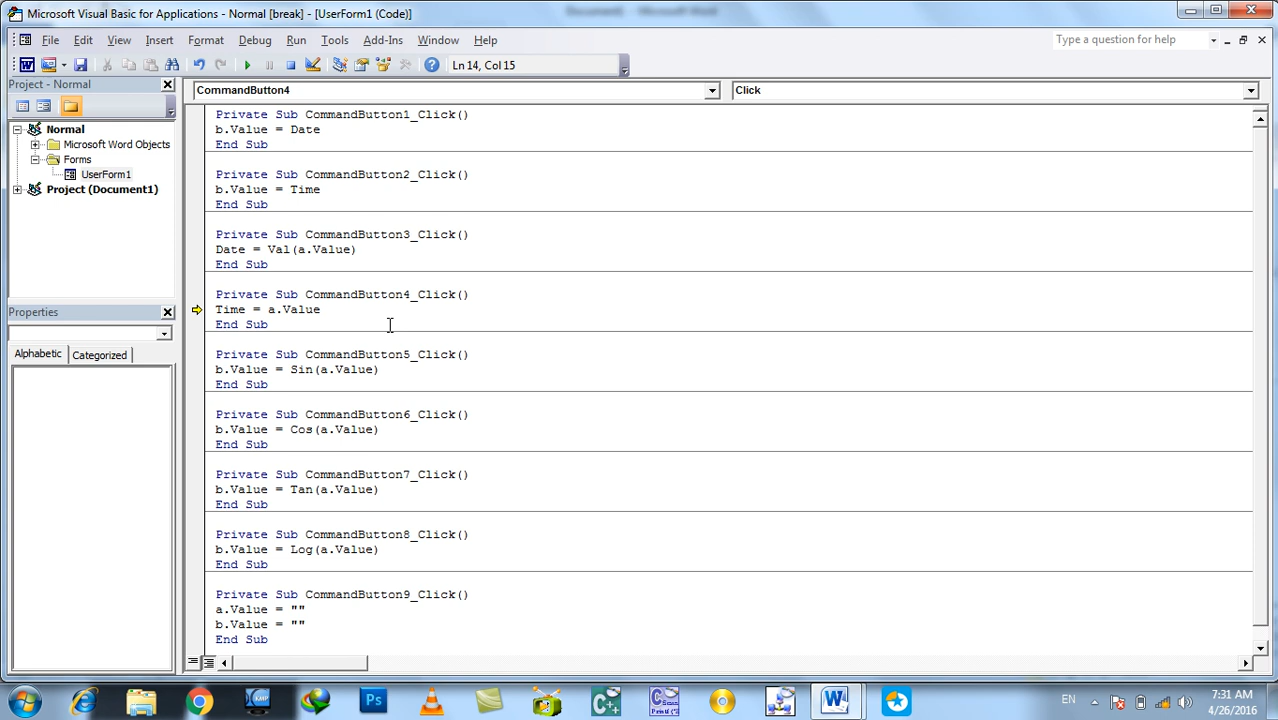 Microsoft Visual Basic for Applications - Normal [break] - [UserForm1 (Code)]
File Edit View Insert Format Debug Run Tools Add-Ins Window Help
Type a question for help
Ln 14, Col 15
Project - Normal
Normal
Microsoft Word Objects
Forms
UserForm1
Project (Document1)
Properties
Alphabetic Categorized
CommandButton4
Click
Private Sub CommandButton1_Click()
b.Value = Date
End Sub
Private Sub CommandButton2_Click()
b.Value = Time
End Sub
Private Sub CommandButton3_Click()
Date = Val(a.Value)
End Sub
Private Sub CommandButton4_Click()
Time = a.Value
End Sub
Private Sub CommandButton5_Click()
b.Value = Sin(a.Value)
End Sub
Private Sub CommandButton6_Click()
b.Value = Cos(a.Value)
End Sub
Private Sub CommandButton7_Click()
b.Value = Tan(a.Value)
End Sub
Private Sub CommandButton8_Click()
b.Value = Log(a.Value)
End Sub
Private Sub CommandButton9_Click()
a.Value = ""
b.Value = ""
End Sub
Ps
EN
7:31 AM
4/26/2016